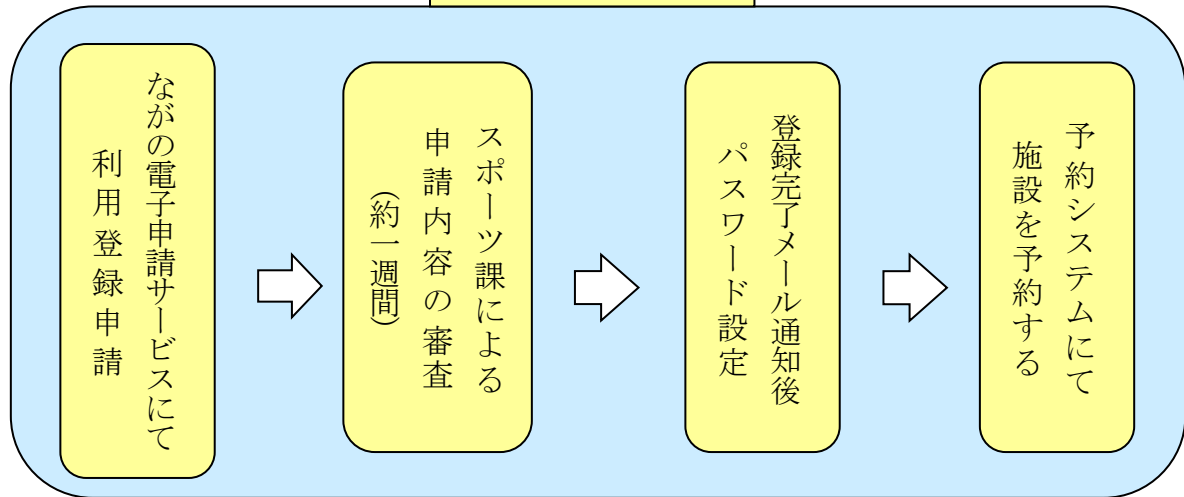 ながの電子申請サービスにて
利用登録申請
スポーツ課による
申請内容の審査
(約一週間)
登録完了メール通知後
パスワード設定
予約システムにて
施設を予約する